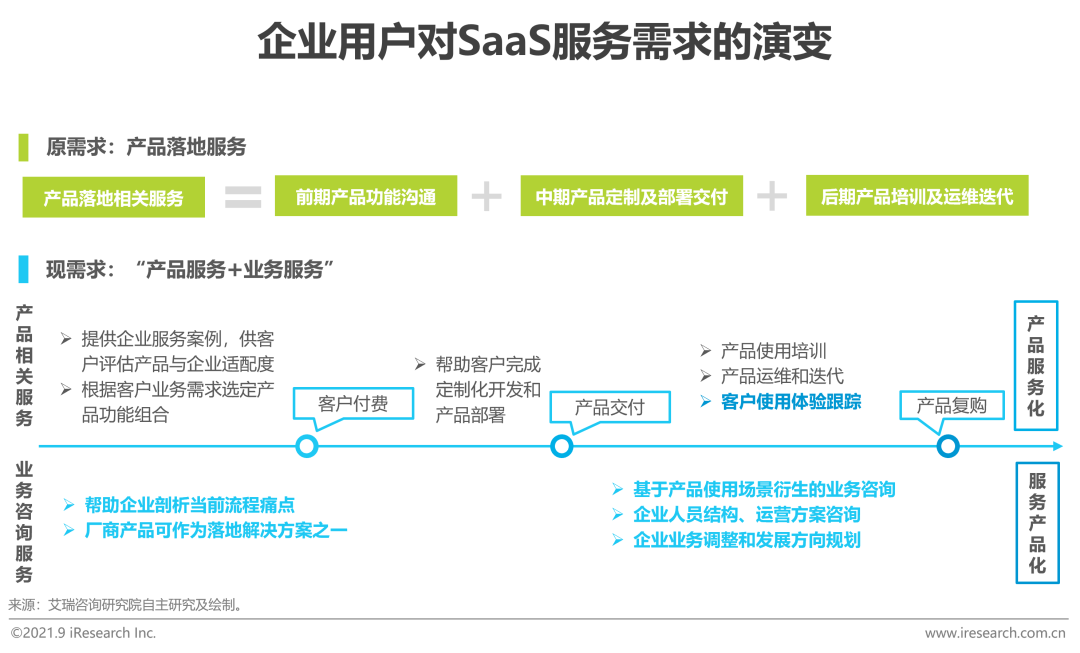 企业用户对SaaS服务需求的演变
原需求：产品落地服务
产品落地相关服务
=
前期产品功能沟通
+
中期产品定制及部署交付
+
后期产品培训及运维迭代
现需求：“产品服务+业务服务”
产品相关服务
➢ 提供企业服务案例，供客
户评估产品与企业适配度
➢ 根据客户业务需求选定产
品功能组合
客户付费
➢ 帮助客户完成
定制化开发和
产品部署
产品交付
➢ 产品使用培训
➢ 产品运维和迭代
➢ 客户使用体验跟踪
产品复购
产品服务化
业务咨询服务
➢ 帮助企业剖析当前流程痛点
➢ 厂商产品可作为落地解决方案之一
➢ 基于产品使用场景衍生的业务咨询
➢ 企业人员结构、运营方案咨询
➢ 企业业务调整和发展方向规划
服务产品化
来源：艾瑞咨询研究院自主研究及绘制。
©2021.9 iResearch Inc.
www.iresearch.com.cn